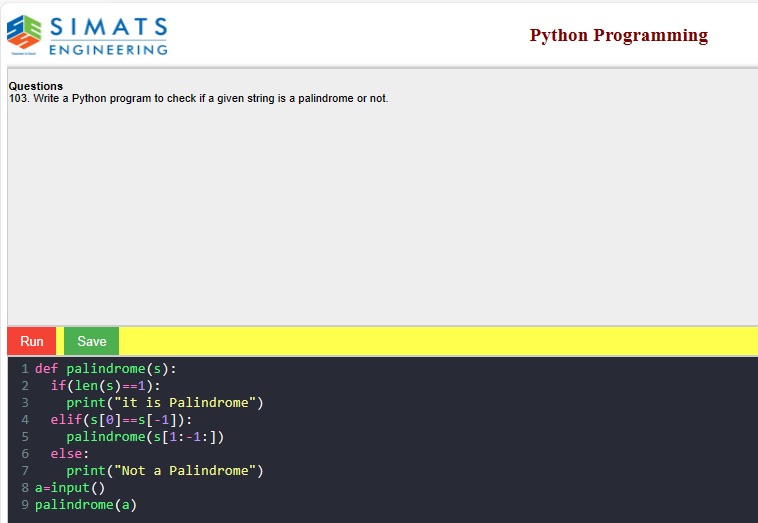 SIMATS
ENGINEERING
Python Programming
Questions
103. Write a Python program to check if a given string is a palindrome or not.
Run Save
1 def palindrome(s):
2   if(len(s)==1):
3     print("it is Palindrome")
4   elif(s[0]==s[-1]):
5     palindrome(s[1:-1:])
6   else:
7     print("Not a Palindrome")
8 a=input()
9 palindrome(a)